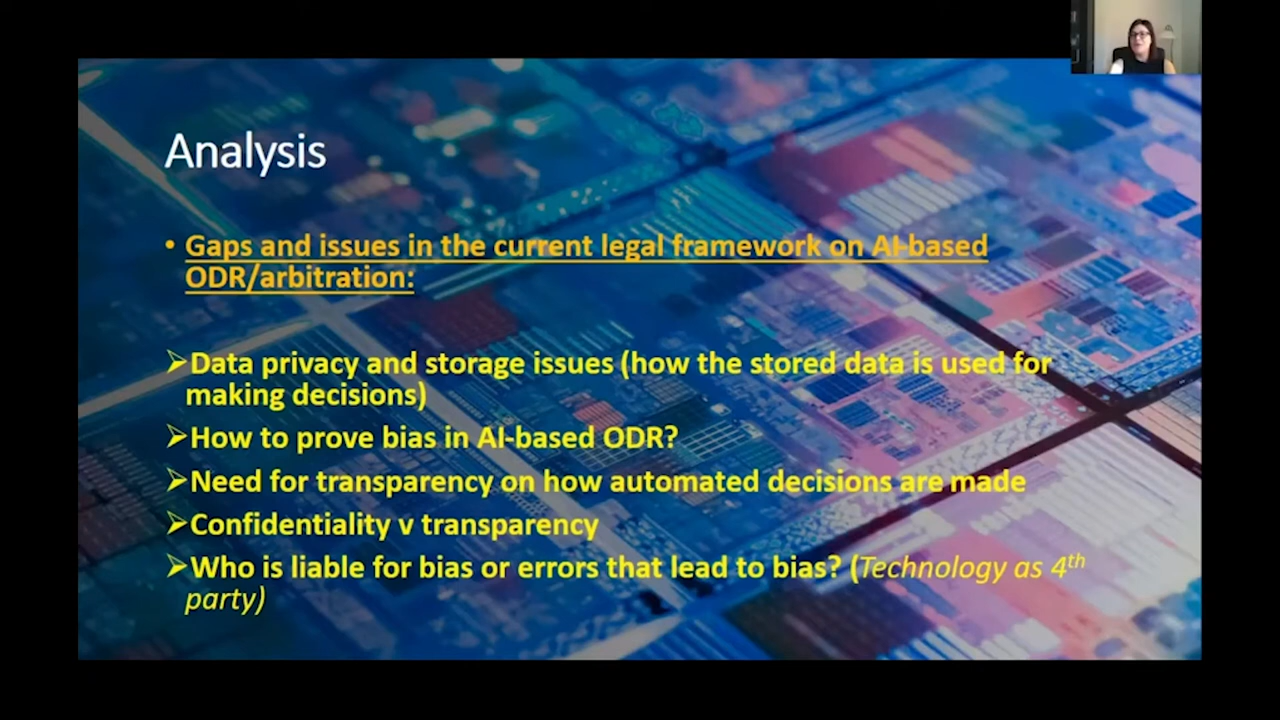 Analysis
• Gaps and issues in the current legal framework on AI-based
ODR/arbitration:
➢Data privacy and storage issues (how the stored data is used for
making decisions)
➢How to prove bias in AI-based ODR?
➢Need for transparency on how automated decisions are made
➢Confidentiality v transparency
➢Who is liable for bias or errors that lead to bias? (Technology as 4th
party)